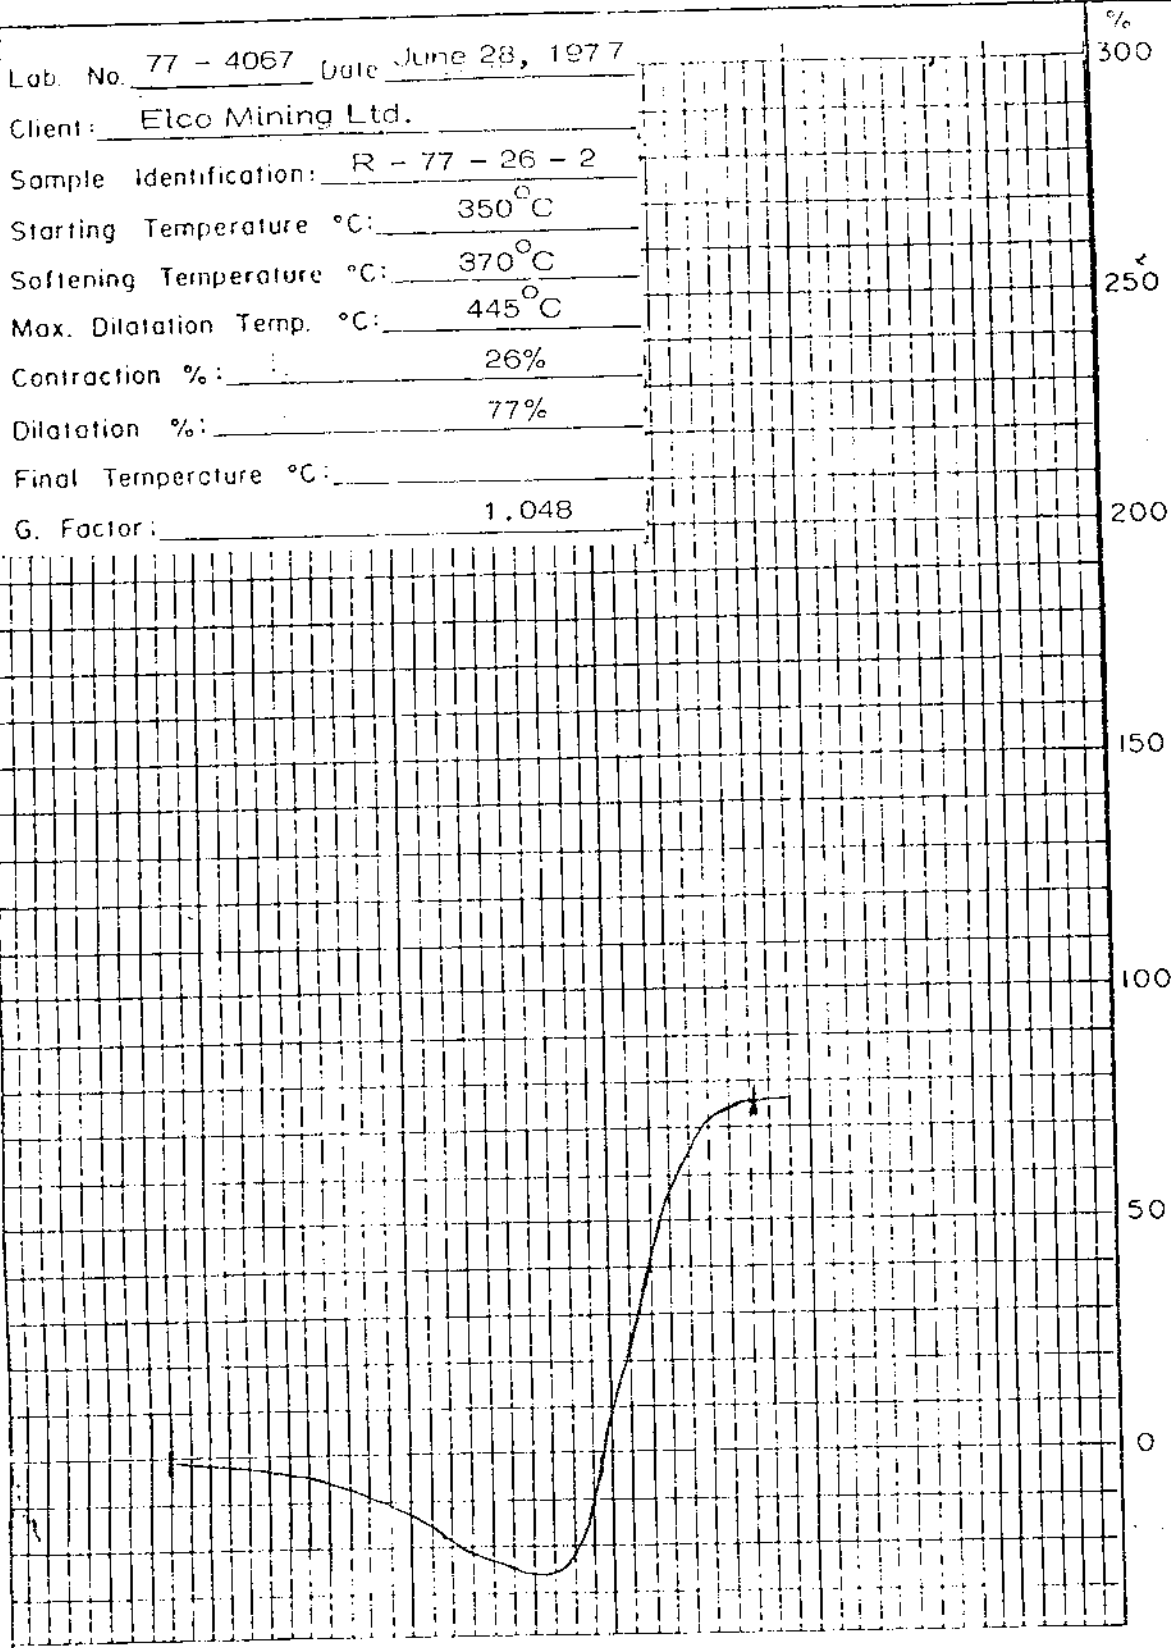 Lab. No. 77 - 4067 Date June 28, 1977
Client: Elco Mining Ltd.
Sample Identification: R - 77 - 26 - 2
Starting Temperature °C: 350°C
Softening Temperature °C: 370°C
Max. Dilatation Temp. °C: 445°C
Contraction %: 26%
Dilatation %: 77%
Final Temperature °C:
G. Factor: 1.048
%
300
250
200
150
100
50
0